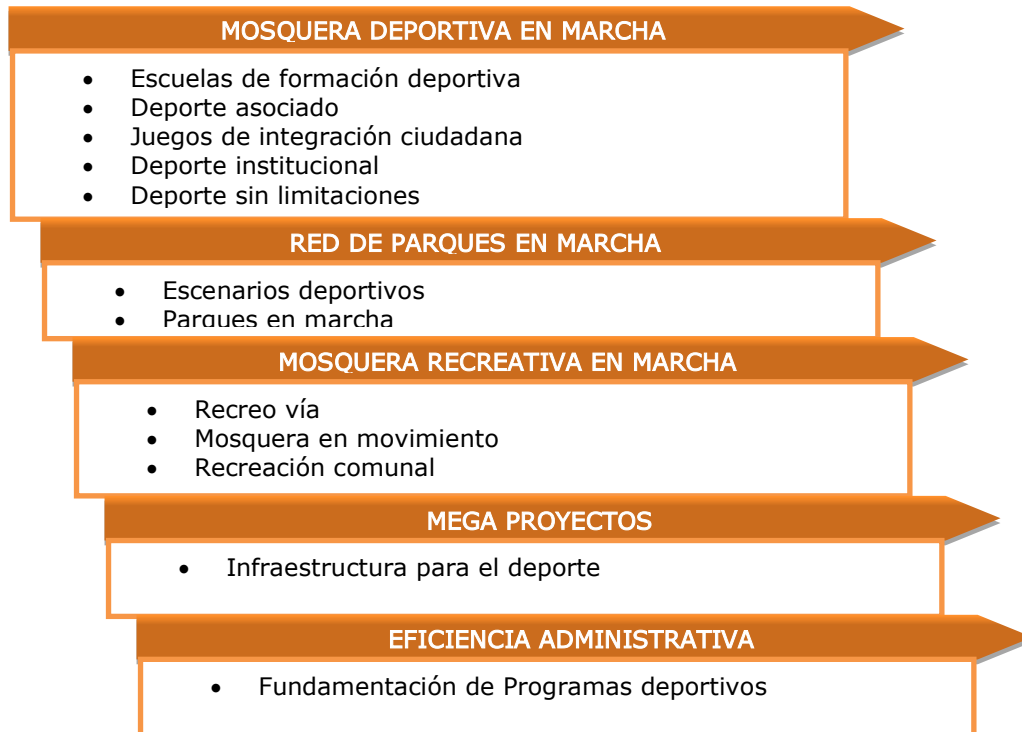 MOSQUERA DEPORTIVA EN MARCHA
• Escuelas de formación deportiva
• Deporte asociado
• Juegos de integración ciudadana
• Deporte institucional
• Deporte sin limitaciones
RED DE PARQUES EN MARCHA
• Escenarios deportivos
• Parques en marcha
MOSQUERA RECREATIVA EN MARCHA
• Recreo vía
• Mosquera en movimiento
• Recreación comunal
MEGA PROYECTOS
• Infraestructura para el deporte
EFICIENCIA ADMINISTRATIVA
• Fundamentación de Programas deportivos